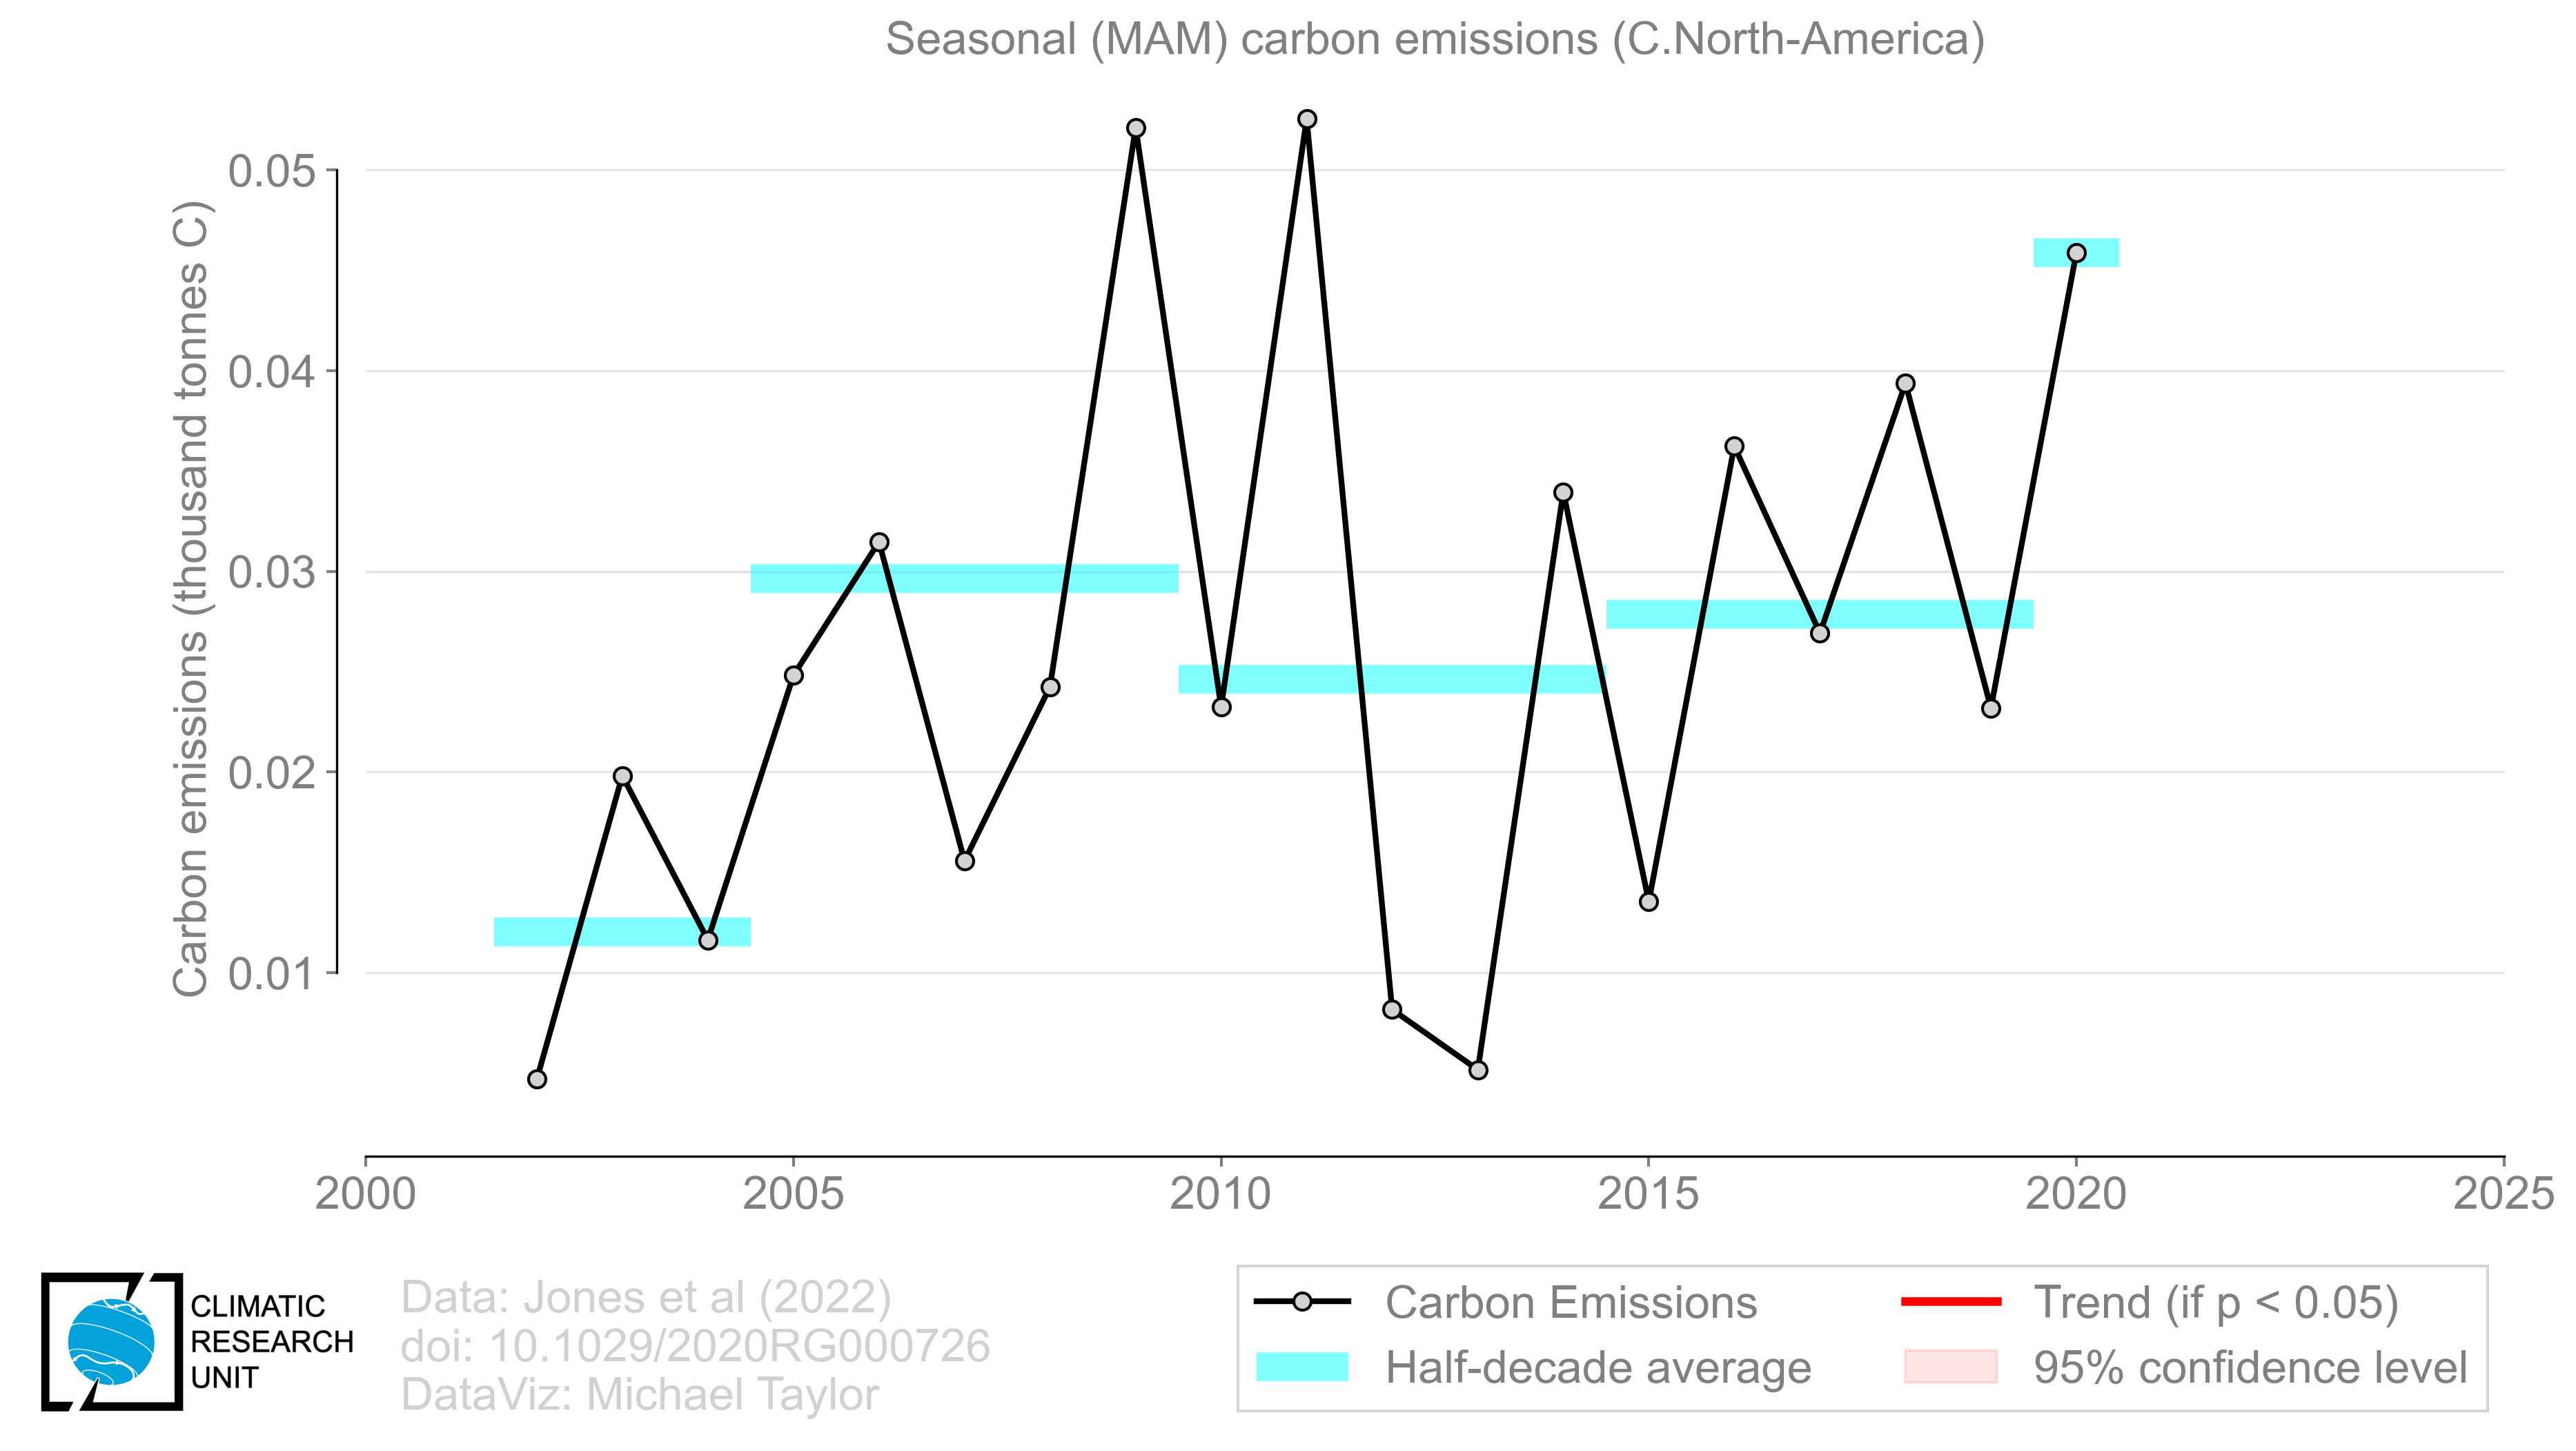 Seasonal (MAM) carbon emissions (C.North-America)
Carbon emissions (thousand tonnes C)
0.05
0.04
0.03
0.02
0.01
2000 2005 2010 2015 2020 2025
CLIMATIC
RESEARCH
UNIT
Data: Jones et al (2022)
doi: 10.1029/2020RG000726
DataViz: Michael Taylor
Carbon Emissions
Half-decade average
Trend (if p < 0.05)
95% confidence level